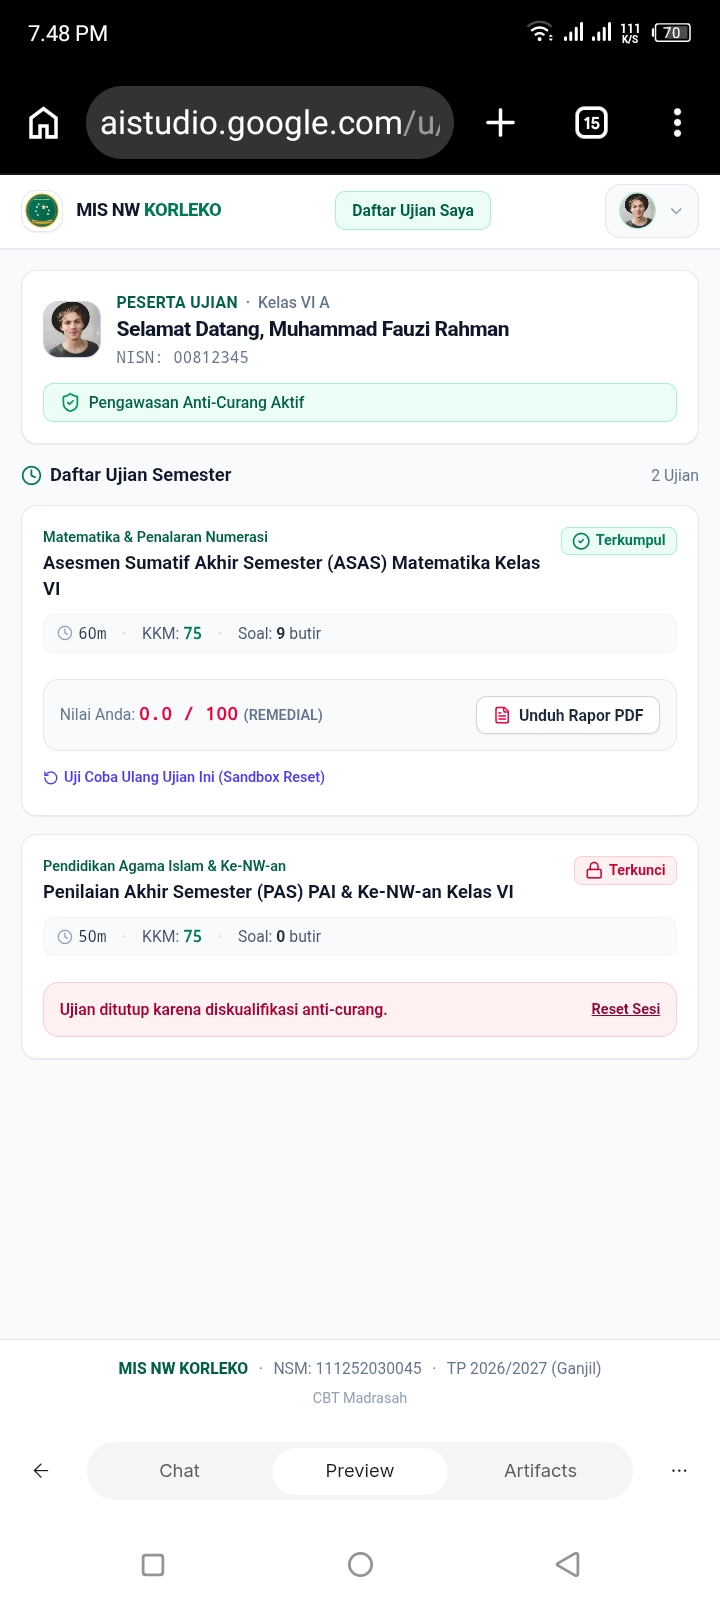 7.48 PM
111
K/S
70
aistudio.google.com/u/
15
MIS NW KORLEKO
Daftar Ujian Saya
PESERTA UJIAN · Kelas VI A
Selamat Datang, Muhammad Fauzi Rahman
NISN: 00812345
Pengawasan Anti-Curang Aktif
Daftar Ujian Semester
2 Ujian
Matematika & Penalaran Numerasi
Terkumpul
Asesmen Sumatif Akhir Semester (ASAS) Matematika Kelas
VI
60m · KKM: 75 · Soal: 9 butir
Nilai Anda: 0.0 / 100 (REMEDIAL)
Unduh Rapor PDF
Uji Coba Ulang Ujian Ini (Sandbox Reset)
Pendidikan Agama Islam & Ke-NW-an
Terkunci
Penilaian Akhir Semester (PAS) PAI & Ke-NW-an Kelas VI
50m · KKM: 75 · Soal: 0 butir
Ujian ditutup karena diskualifikasi anti-curang.
Reset Sesi
MIS NW KORLEKO · NSM: 111252030045 · TP 2026/2027 (Ganjil)
CBT Madrasah
Chat
Preview
Artifacts